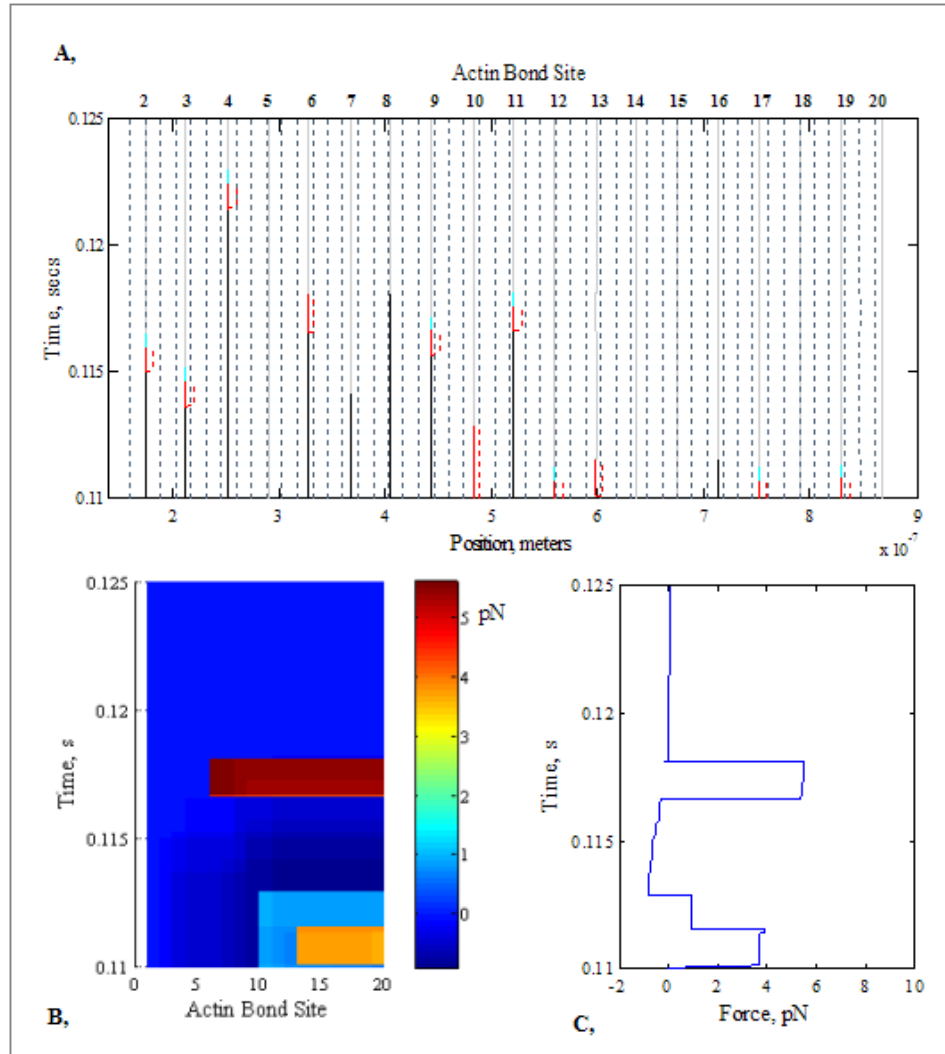 A,
Actin Bond Site
2 3 4 5 6 7 8 9 10 11 12 13 14 15 16 17 18 19 20
0.125
0.12
0.115
0.11
Time, secs
2 3 4 5 6 7 8 9
Position, meters
x 10⁻⁷
0.125
0.12
0.115
0.11
Time, s
0 10 20
Actin Bond Site
B,
pN
5
4
3
2
1
0
0.125
0.12
0.115
0.11
Time, s
-2 0 2 4 6 8 10
Force, pN
C,